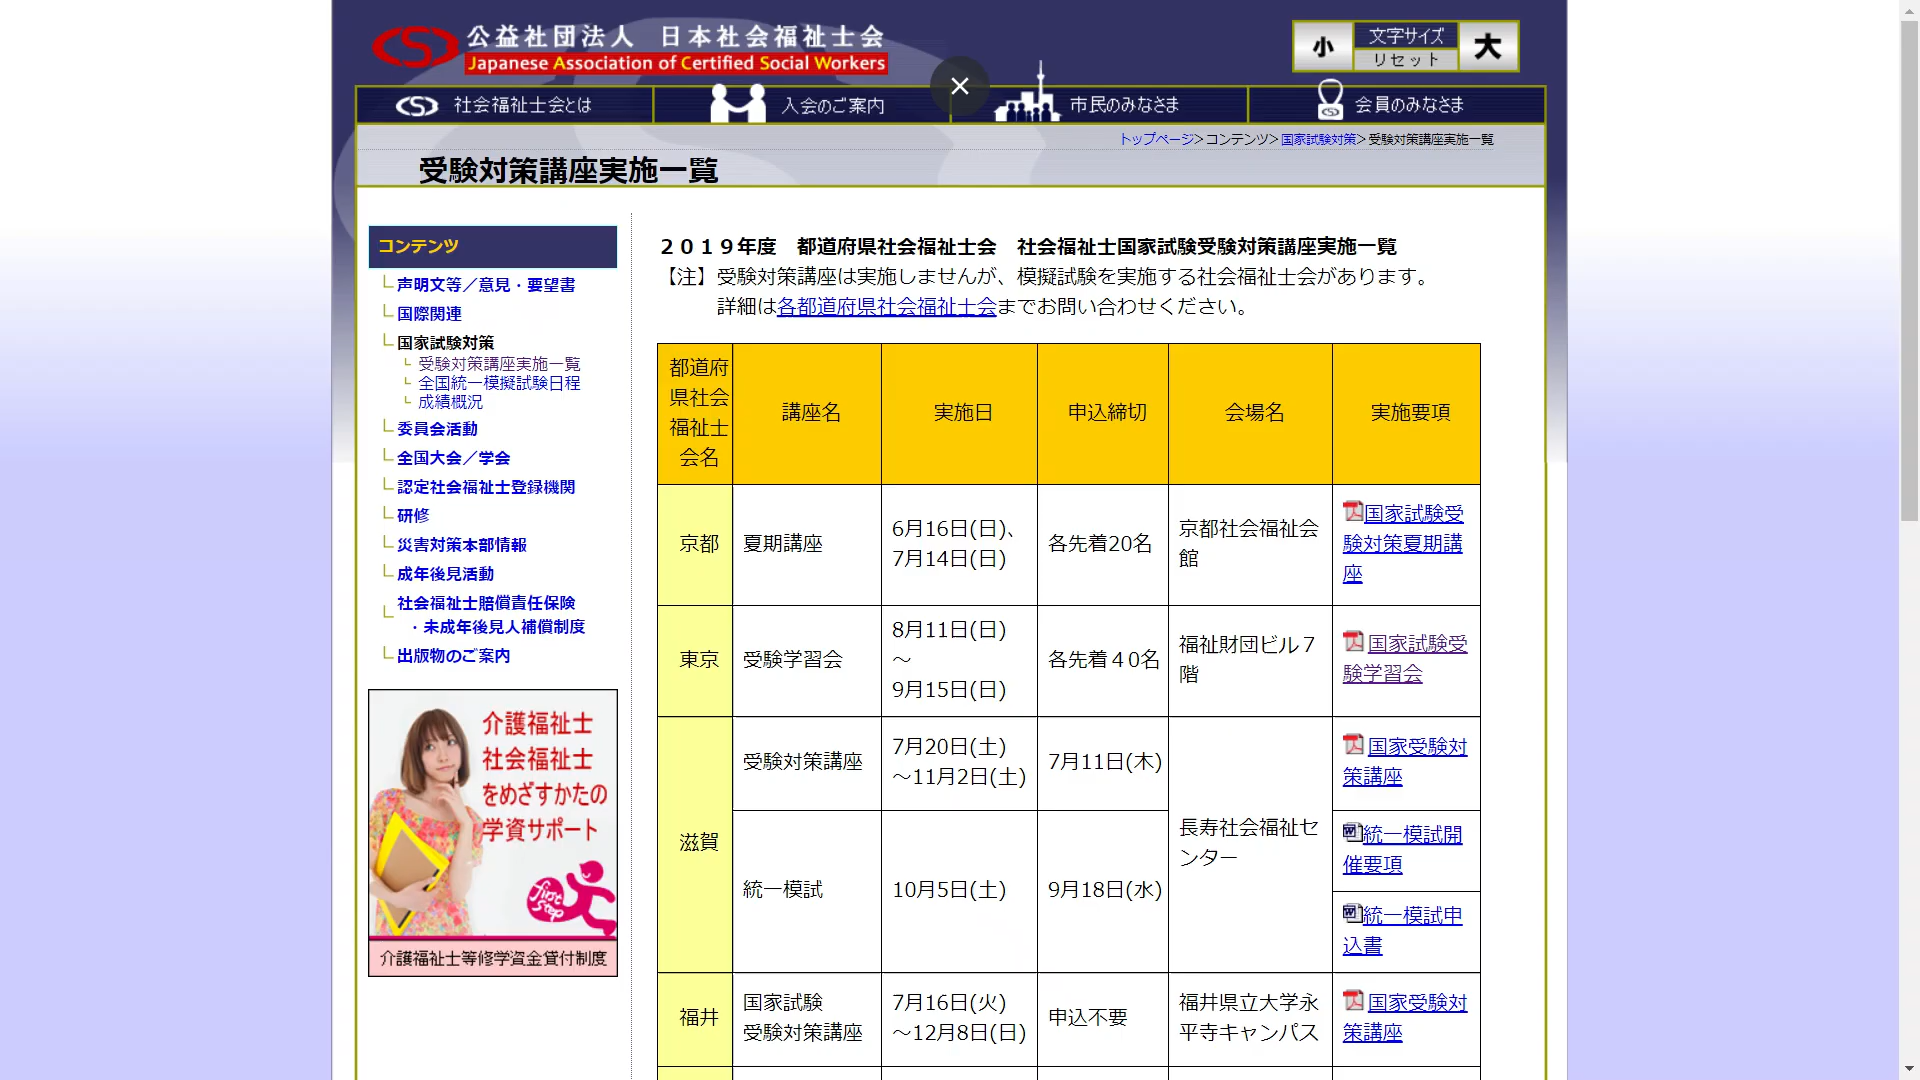 公益社団法人　日本社会福祉士会
Japanese Association of Certified Social Workers
小
文字サイズ
リセット
大
社会福祉士会とは
入会のご案内
市民のみなさま
会員のみなさま
トップページ> コンテンツ> 国家試験対策> 受験対策講座実施一覧
受験対策講座実施一覧
コンテンツ
声明文等／意見・要望書
国際関連
国家試験対策
受験対策講座実施一覧
全国統一模擬試験日程
成績概況
委員会活動
全国大会／学会
認定社会福祉士登録機関
研修
災害対策本部情報
成年後見活動
社会福祉士賠償責任保険
・未成年後見人補償制度
出版物のご案内
介護福祉士
社会福祉士
をめざすかたの
学資サポート
first step
介護福祉士等修学資金貸付制度
２０１９年度　都道府県社会福祉士会　社会福祉士国家試験受験対策講座実施一覧
【注】受験対策講座は実施しませんが、模擬試験を実施する社会福祉士会があります。
詳細は各都道府県社会福祉士会までお問い合わせください。
都道府
県社会
福祉士
会名
講座名
実施日
申込締切
会場名
実施要項
京都
夏期講座
6月16日(日)、
7月14日(日)
各先着20名
京都社会福祉会
館
国家試験受
験対策夏期講
座
東京
受験学習会
8月11日(日)
～
9月15日(日)
各先着４0名
福祉財団ビル７
階
国家試験受
験学習会
滋賀
受験対策講座
7月20日(土)
～11月2日(土)
7月11日(木)
長寿社会福祉セ
ンター
国家受験対
策講座
統一模試
10月5日(土)
9月18日(水)
統一模試開
催要項
統一模試申
込書
福井
国家試験
受験対策講座
7月16日(火)
～12月8日(日)
申込不要
福井県立大学永
平寺キャンパス
国家受験対
策講座